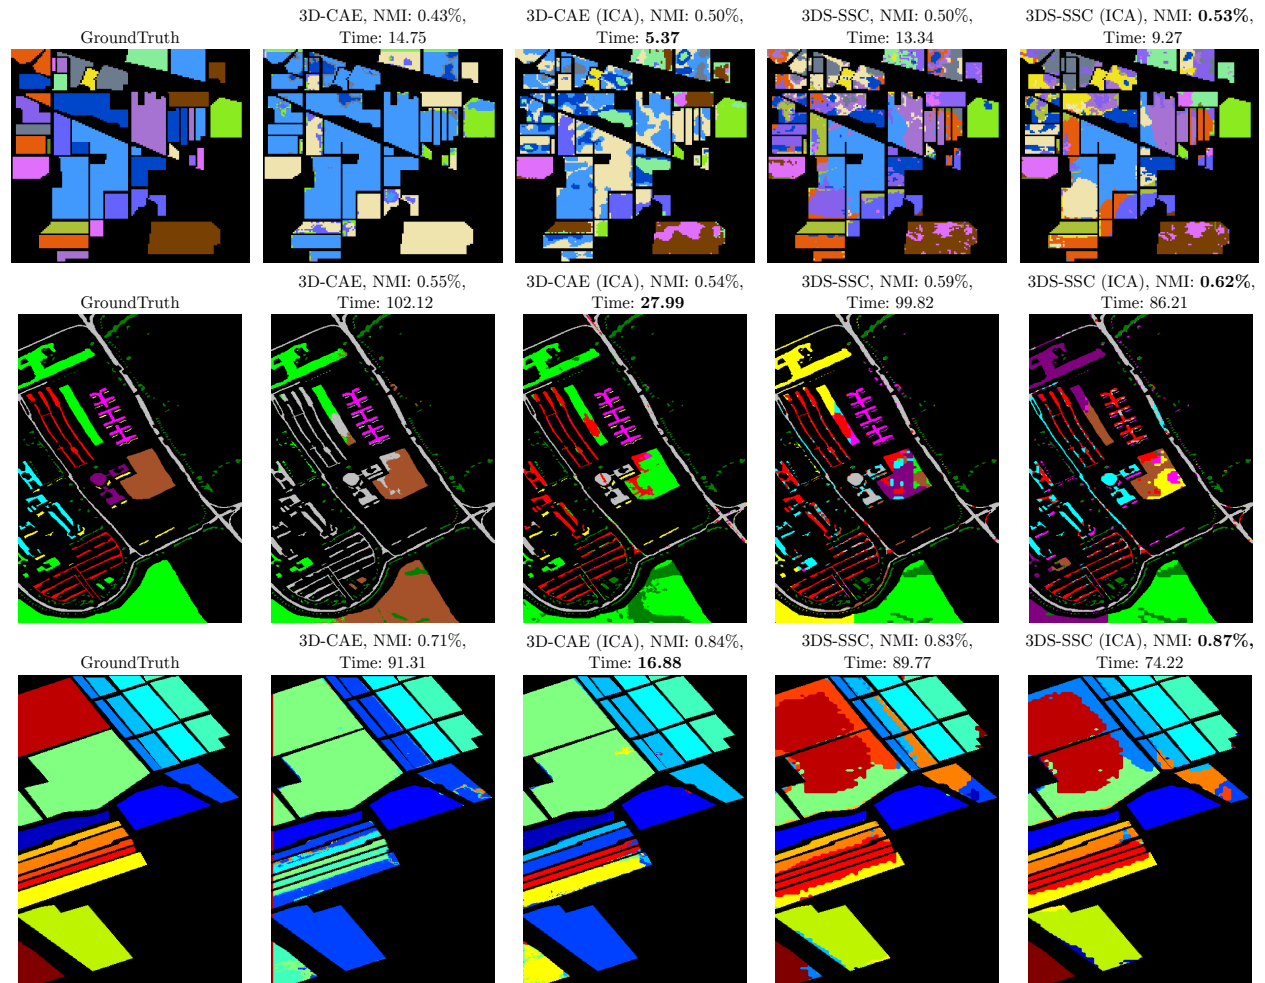 GroundTruth
3D-CAE, NMI: 0.43%,
Time: 14.75
3D-CAE (ICA), NMI: 0.50%,
Time: 5.37
3DS-SSC, NMI: 0.50%,
Time: 13.34
3DS-SSC (ICA), NMI: 0.53%,
Time: 9.27
GroundTruth
3D-CAE, NMI: 0.55%,
Time: 102.12
3D-CAE (ICA), NMI: 0.54%,
Time: 27.99
3DS-SSC, NMI: 0.59%,
Time: 99.82
3DS-SSC (ICA), NMI: 0.62%,
Time: 86.21
GroundTruth
3D-CAE, NMI: 0.71%,
Time: 91.31
3D-CAE (ICA), NMI: 0.84%,
Time: 16.88
3DS-SSC, NMI: 0.83%,
Time: 89.77
3DS-SSC (ICA), NMI: 0.87%,
Time: 74.22